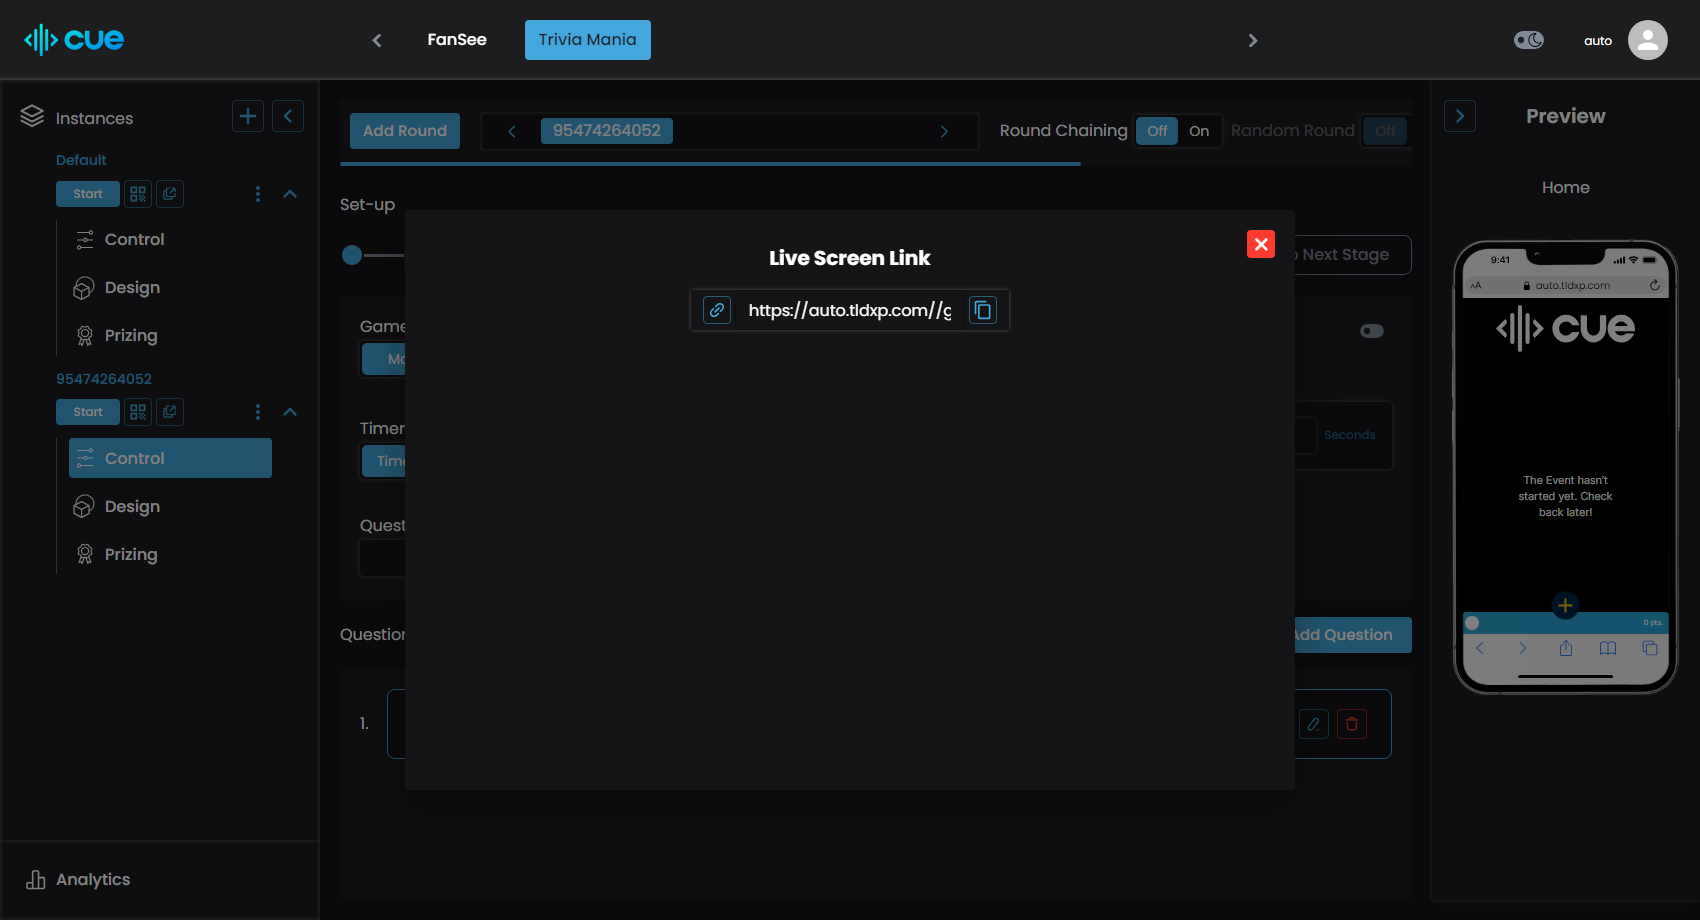 cue
FanSee
Trivia Mania
auto
Instances
Default
Start
Control
Design
Prizing
95474264052
Start
Control
Design
Prizing
Analytics
Add Round
95474264052
Round Chaining
Off
On
Random Round
Off
Set-up
Next Stage
Game
Timer
Time
Seconds
Quest
Question
Add Question
1.
Live Screen Link
https://auto.tldxp.com//g
Preview
Home
9:41
AA
auto.tldxp.com
cue
The Event hasn't
started yet. Check
back later!
0 pts.